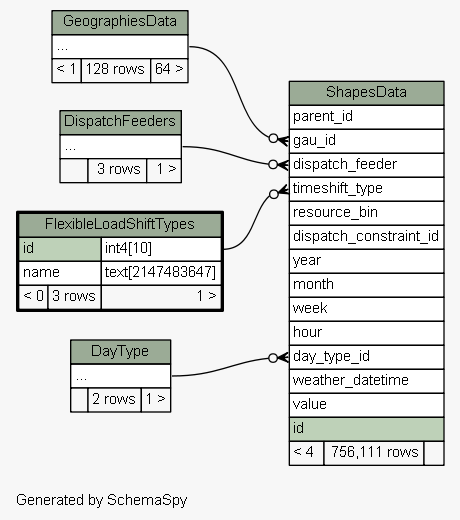 GeographiesData
...
< 1 128 rows 64 >
DispatchFeeders
...
3 rows 1 >
FlexibleLoadShiftTypes
id int4[10]
name text[2147483647]
< 0 3 rows 1 >
DayType
...
2 rows 1 >
ShapesData
parent_id
gau_id
dispatch_feeder
timeshift_type
resource_bin
dispatch_constraint_id
year
month
week
hour
day_type_id
weather_datetime
value
id
< 4 756,111 rows
Generated by SchemaSpy